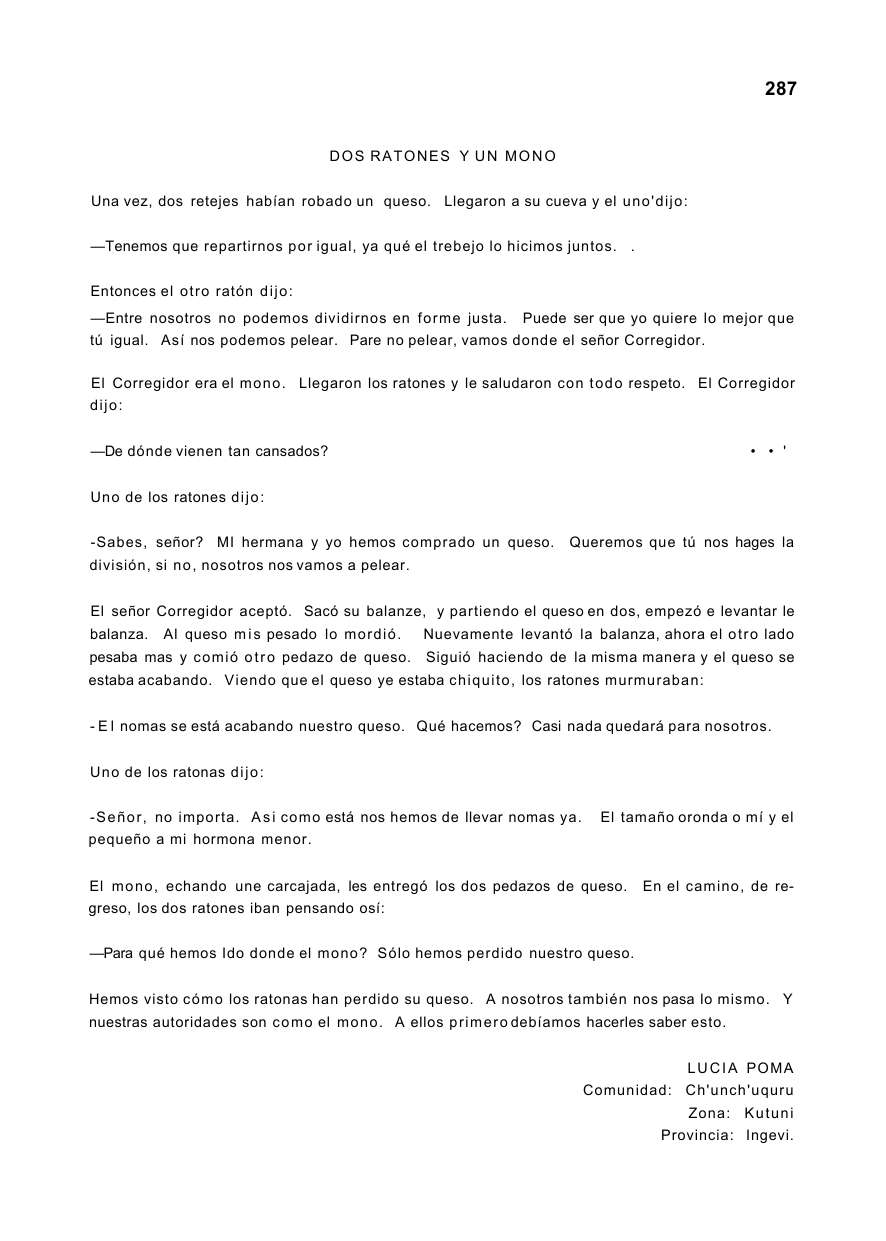 287
DOS RATONES Y UN MONO
Una vez, dos retejes habían robado un queso. Llegaron a su cueva y el uno'dijo:
—Tenemos que repartirnos por igual, ya qué el trebejo lo hicimos juntos. .
Entonces el otro ratón dijo:
—Entre nosotros no podemos dividirnos en forme justa. Puede ser que yo quiere lo mejor que
tú igual. Así nos podemos pelear. Pare no pelear, vamos donde el señor Corregidor.
El Corregidor era el mono. Llegaron los ratones y le saludaron con todo respeto. El Corregidor
dijo:
—De dónde vienen tan cansados? • • '
Uno de los ratones dijo:
-Sabes, señor? MI hermana y yo hemos comprado un queso. Queremos que tú nos hages la
división, si no, nosotros nos vamos a pelear.
El señor Corregidor aceptó. Sacó su balanze, y partiendo el queso en dos, empezó e levantar le
balanza. Al queso mis pesado lo mordió. Nuevamente levantó la balanza, ahora el otro lado
pesaba mas y comió otro pedazo de queso. Siguió haciendo de la misma manera y el queso se
estaba acabando. Viendo que el queso ye estaba chiquito, los ratones murmuraban:
-El nomas se está acabando nuestro queso. Qué hacemos? Casi nada quedará para nosotros.
Uno de los ratonas dijo:
-Señor, no importa. Asi como está nos hemos de llevar nomas ya. El tamaño oronda o mí y el
pequeño a mi hormona menor.
El mono, echando une carcajada, les entregó los dos pedazos de queso. En el camino, de re-
greso, los dos ratones iban pensando osí:
—Para qué hemos Ido donde el mono? Sólo hemos perdido nuestro queso.
Hemos visto cómo los ratonas han perdido su queso. A nosotros también nos pasa lo mismo. Y
nuestras autoridades son como el mono. A ellos primero debíamos hacerles saber esto.
LUCIA POMA
Comunidad: Ch'unch'uquru
Zona: Kutuni
Provincia: Ingevi.